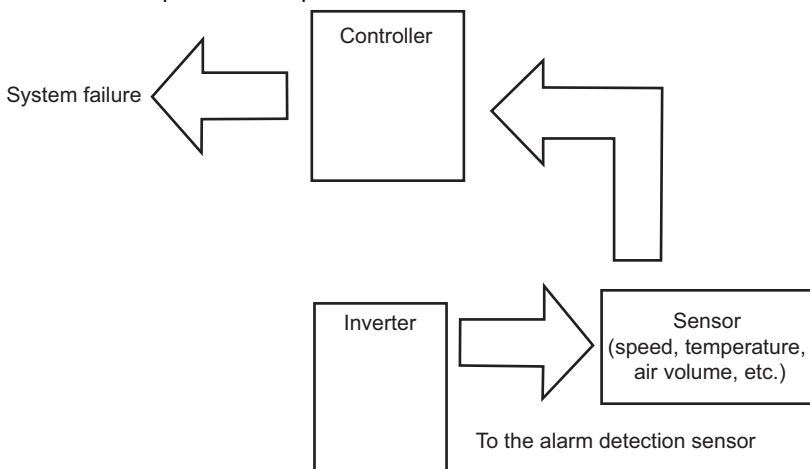 Controller
System failure
Inverter
Sensor
(speed, temperature,
air volume, etc.)
To the alarm detection sensor